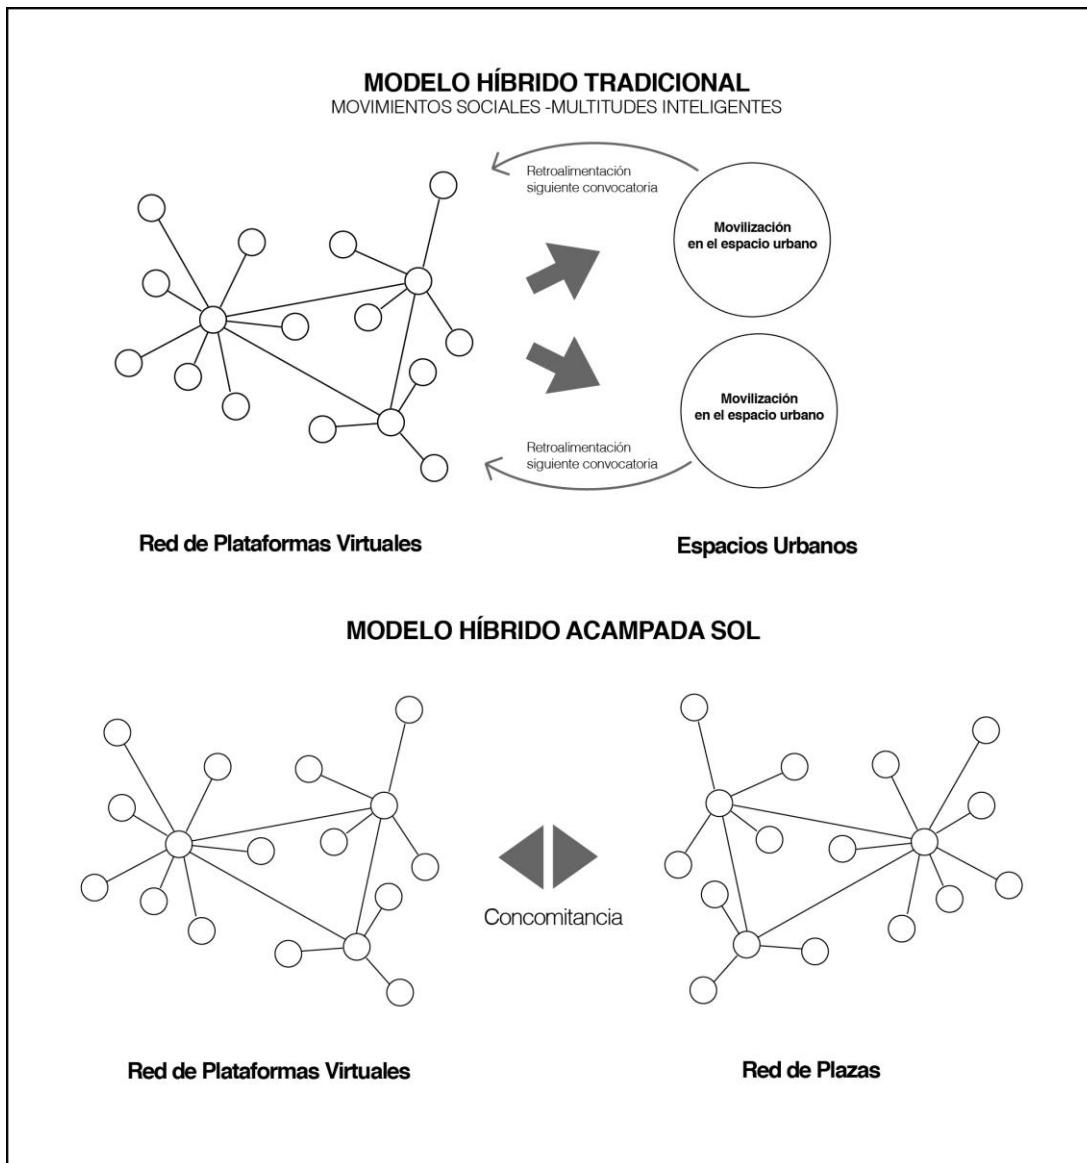 MODELO HÍBRIDO TRADICIONAL
MOVIMIENTOS SOCIALES -MULTITUDES INTELIGENTES
Retroalimentación
siguiente convocatoria
Movilización
en el espacio urbano
Movilización
en el espacio urbano
Retroalimentación
siguiente convocatoria
Red de Plataformas Virtuales
Espacios Urbanos
MODELO HÍBRIDO ACAMPADA SOL
Concomitancia
Red de Plataformas Virtuales
Red de Plazas